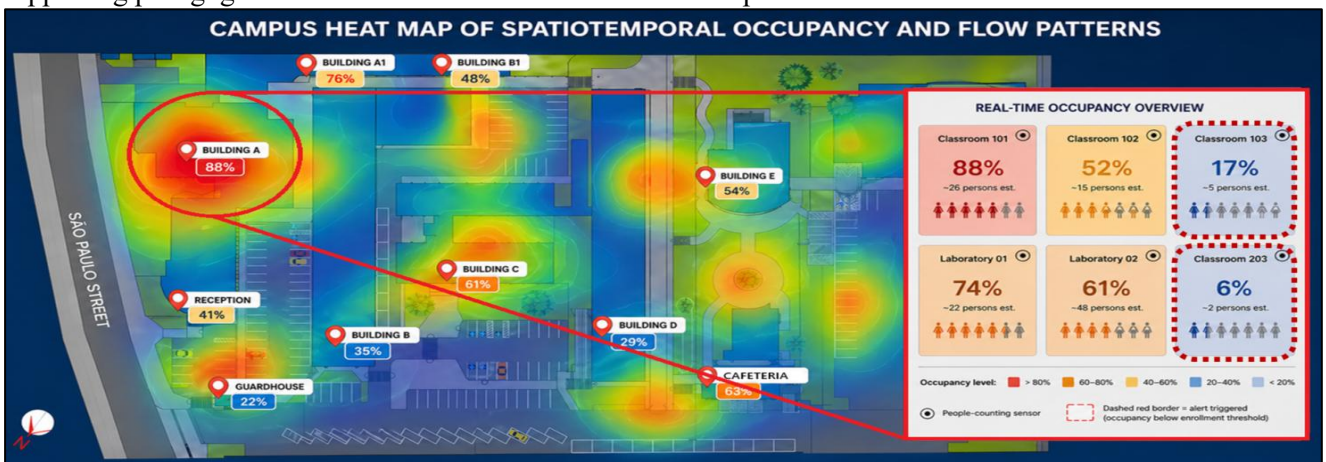 CAMPUS HEAT MAP OF SPATIOTEMPORAL OCCUPANCY AND FLOW PATTERNS
BUILDING A1
76%
BUILDING B1
48%
BUILDING A
88%
BUILDING E
54%
SÃO PAULO STREET
BUILDING C
61%
RECEPTION
41%
BUILDING B
35%
BUILDING D
29%
GUARDHOUSE
22%
CAFETERIA
63%
N
REAL-TIME OCCUPANCY OVERVIEW
Classroom 101
88%
~26 persons est.
Classroom 102
52%
~15 persons est.
Classroom 103
17%
~5 persons est.
Laboratory 01
74%
~22 persons est.
Laboratory 02
61%
~48 persons est.
Classroom 203
6%
~2 persons est.
Occupancy level: > 80% 60–80% 40–60% 20–40% < 20%
People-counting sensor
Dashed red border = alert triggered
(occupancy below enrollment threshold)